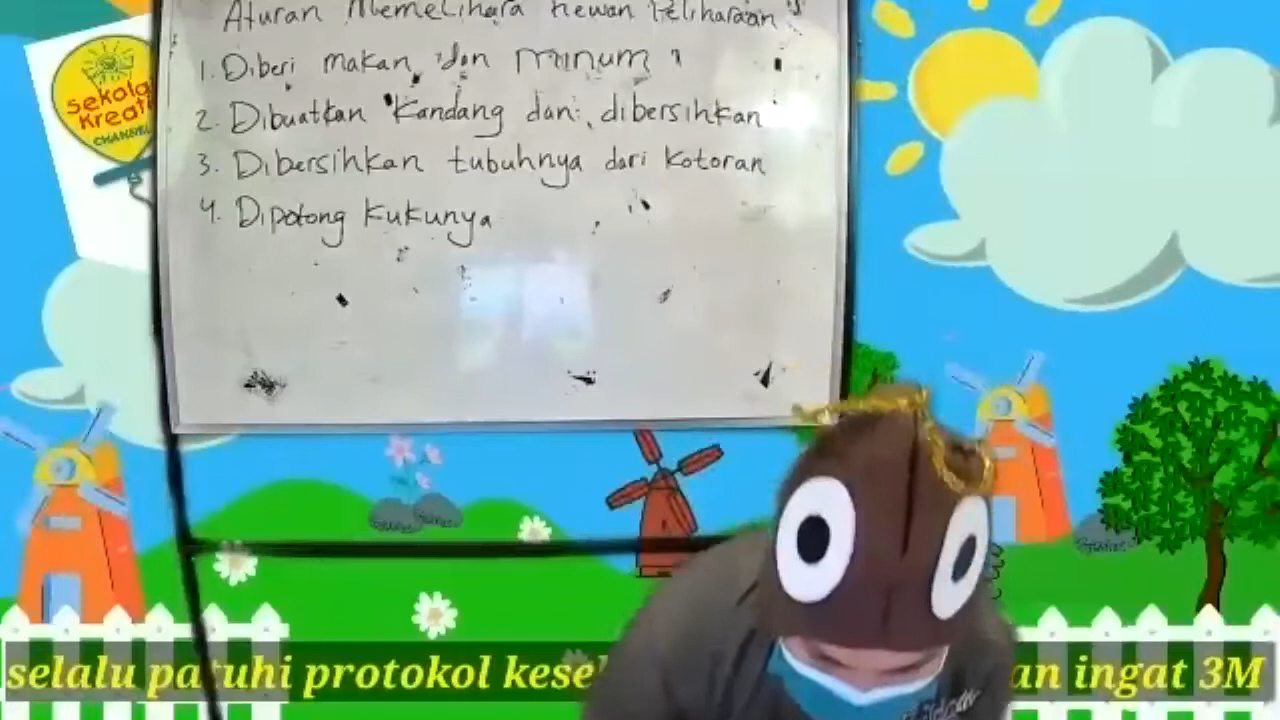 Aturan Memelihara hewan Peliharaan
1. Diberi makan dan minum
2. Dibuatkan Kandang dan dibersihkan
3. Dibersihkan tubuhnya dari kotoran
4. Dipotong kukunya
sekolah
kreatif
CHANNEL
selalu patuhi protokol kese
an ingat 3M